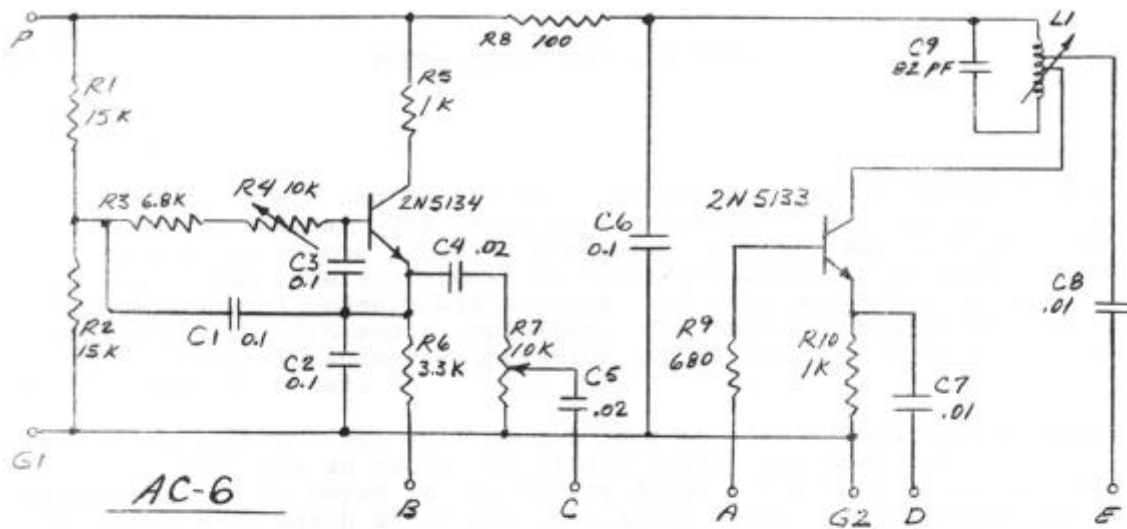 P
R8 100
C9
82 PF
L1
R1
15K
R5
1K
R3 6.8K
R4 10K
2N5134
2N5133
C3
0.1
C4 .02
C6
0.1
C8
.01
R2
15K
C1 0.1
C2
0.1
R6
3.3K
R7
10K
C5
.02
R9
680
R10
1K
C7
.01
G1
AC-6
B
C
A
G2
D
E